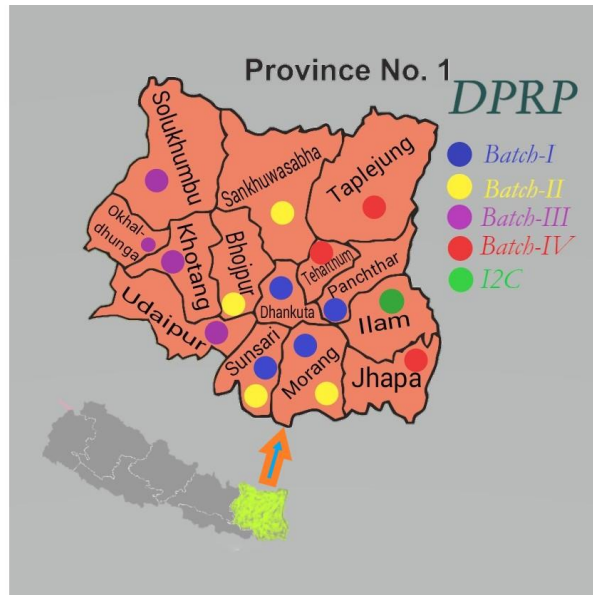 Province No. 1
DPRP
Batch-I
Batch-II
Batch-III
Batch-IV
I2C
Solukhumbu
Sankhuwasabha
Taplejung
Okhal-
dhunga
Khotang
Bhojpur
Teharnum
Panchthar
Dhankuta
Udaipur
Ilam
Sunsari
Morang
Jhapa